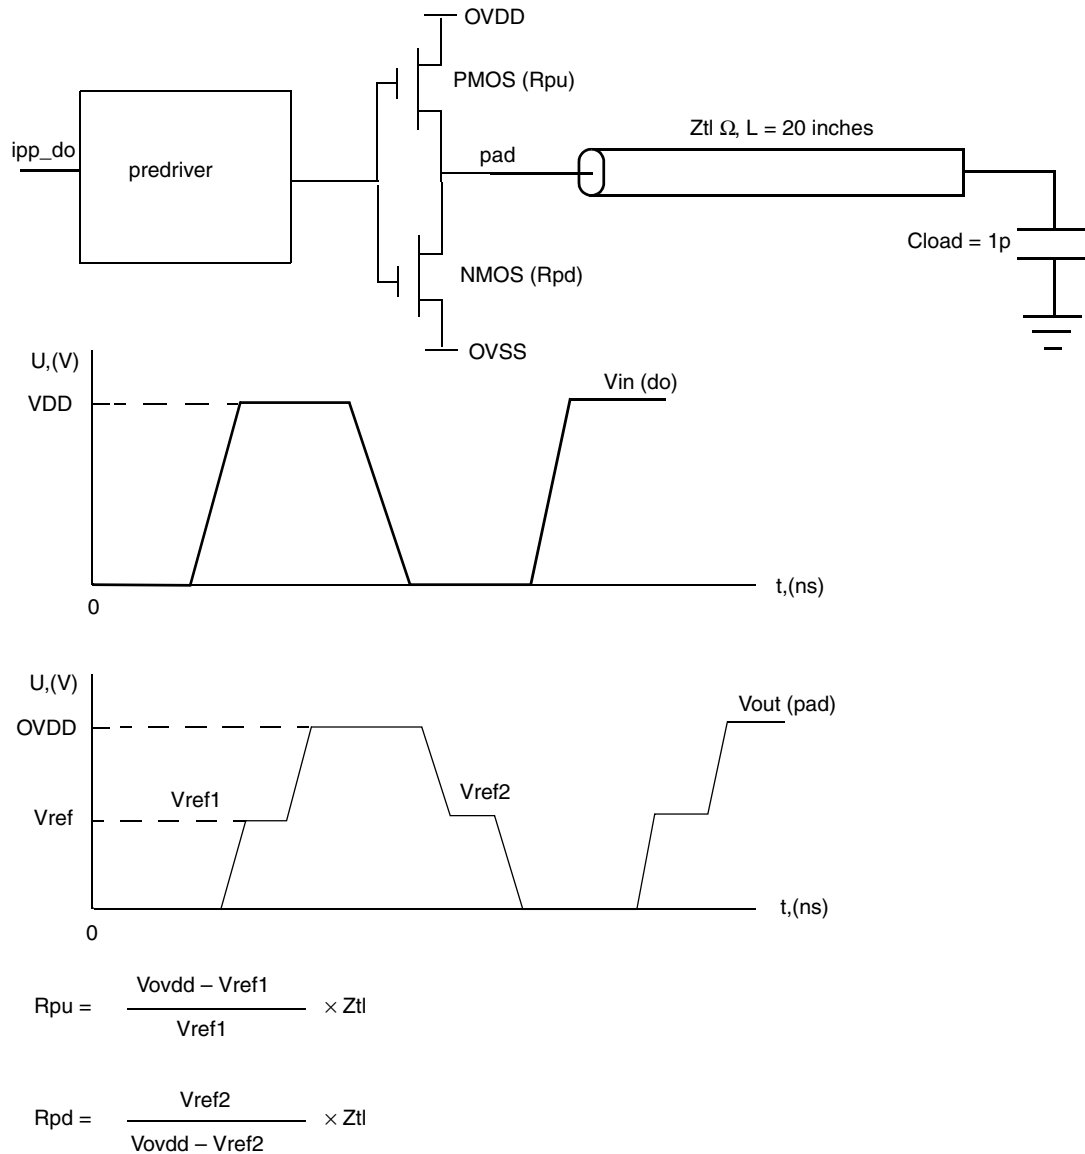 OVDD
PMOS (Rpu)
Ztl Ω, L = 20 inches
ipp_do
predriver
pad
Cload = 1p
NMOS (Rpd)
OVSS
U,(V)
VDD
Vin (do)
t,(ns)
0
U,(V)
OVDD
Vout (pad)
Vref1
Vref2
Vref
t,(ns)
0
Vovdd – Vref1
Rpu = × Ztl
Vref1
Vref2
Rpd = × Ztl
Vovdd – Vref2